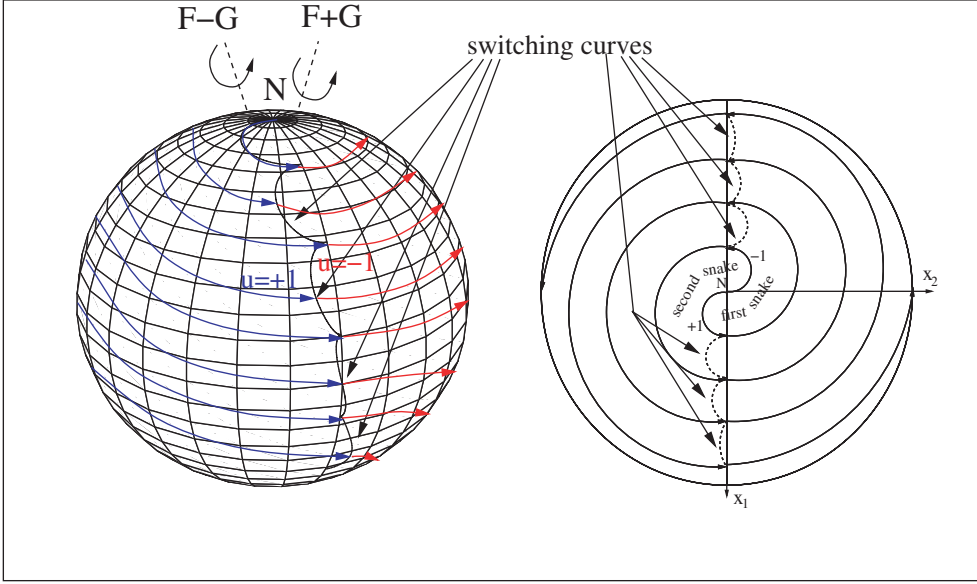 F−G
F+G
switching curves
N
u=+1
u=−1
x2
x1
−1
second snake
N
first snake
+1